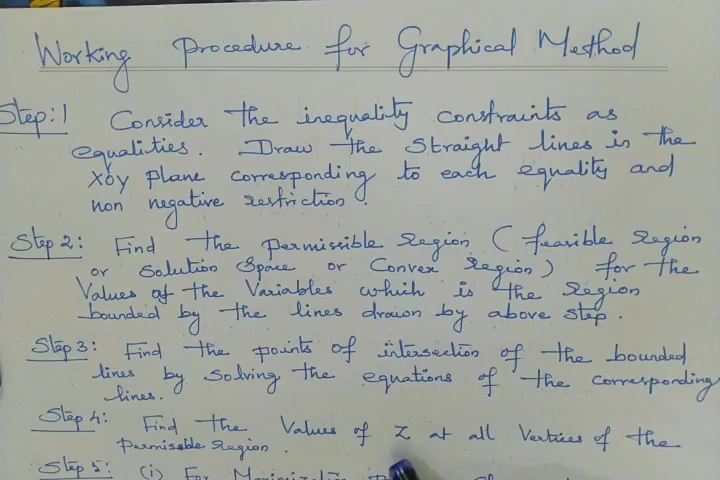 Working Procedure for Graphical Method
Step:1 Consider the inequality constraints as
equalities. Draw the straight lines in the
XOY plane corresponding to each equality and
non negative restriction.
Step 2: Find the permissible region (feasible region
or solution space or Convex region) for the
Values of the Variables which is the region
bounded by the lines drawn by above step.
Step 3: Find the points of intersection of the bounded
lines by solving the equations of the corresponding
lines.
Step 4: Find the Values of Z at all Vertices of the
permissble region.
Step 5: (i) For Maximization